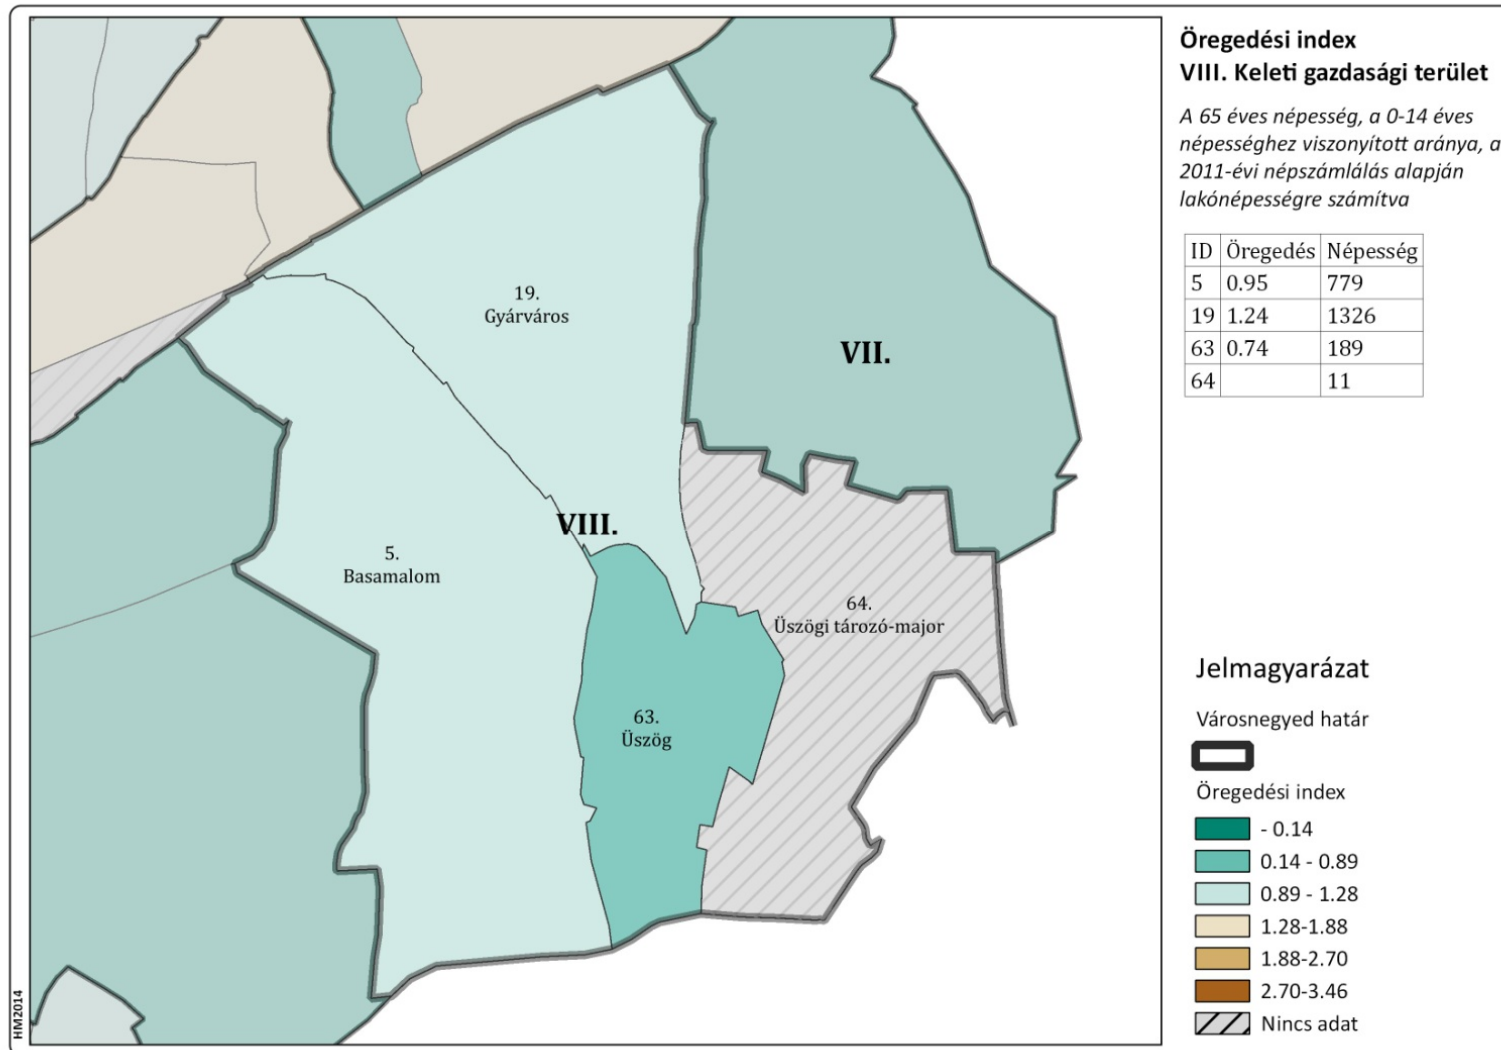 Öregedési index
VIII. Keleti gazdasági terület
A 65 éves népesség, a 0-14 éves
népességhez viszonyított aránya, a
2011-évi népszámlálás alapján
lakónépességre számítva
ID Öregedés Népesség
5 0.95 779
19 1.24 1326
63 0.74 189
64 11
19.
Gyárváros
VII.
VIII.
5.
Basamalom
64.
Üszögi tározó-major
63.
Üszög
Jelmagyarázat
Városnegyed határ
Öregedési index
- 0.14
0.14 - 0.89
0.89 - 1.28
1.28-1.88
1.88-2.70
2.70-3.46
Nincs adat
HM2014